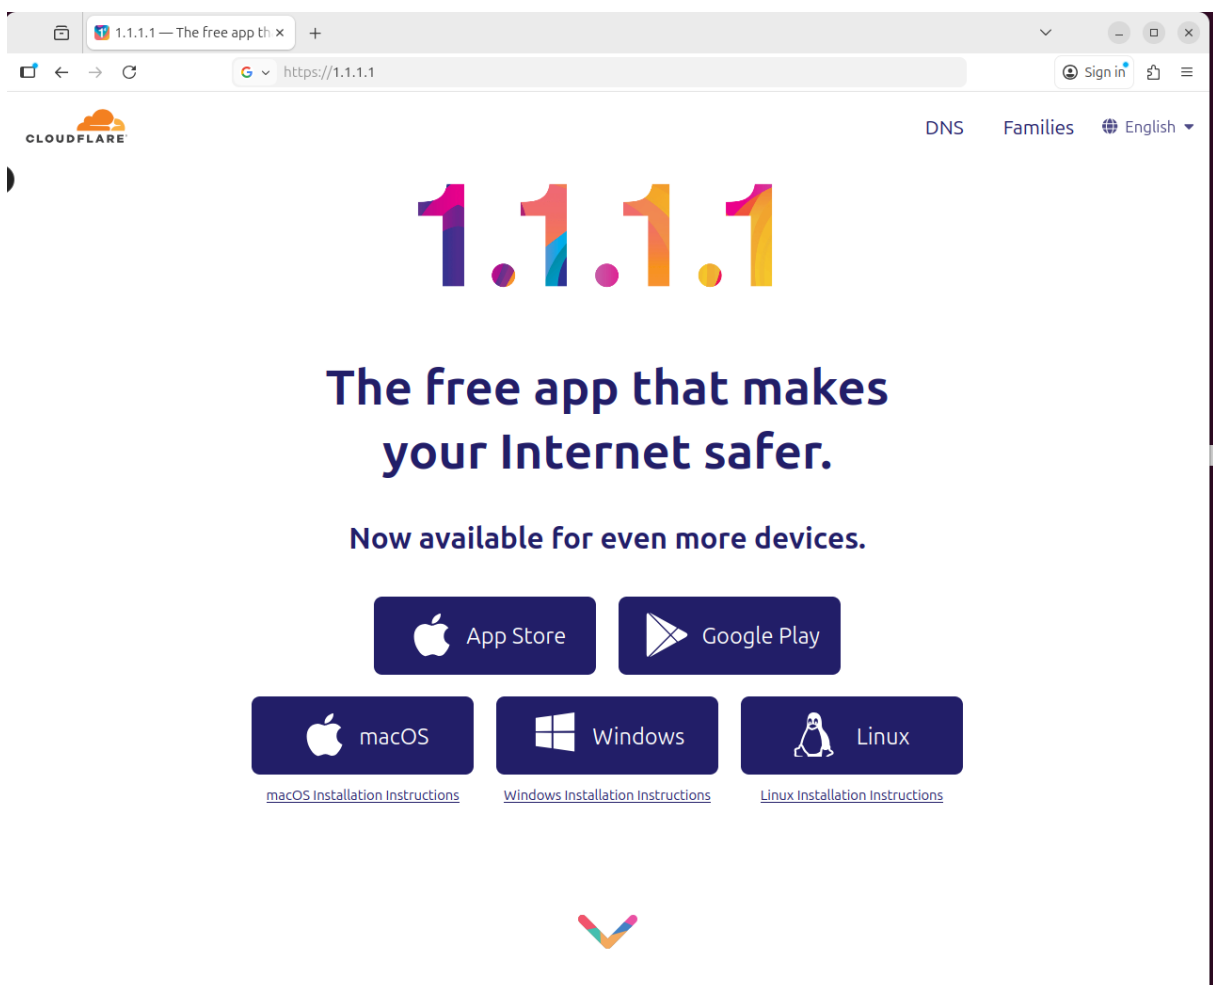 1.1.1.1 — The free app th
https://1.1.1.1
Sign in
CLOUDFLARE
DNS
Families
English
1.1.1.1
The free app that makes
your Internet safer.
Now available for even more devices.
App Store
Google Play
macOS
Windows
Linux
macOS Installation Instructions
Windows Installation Instructions
Linux Installation Instructions